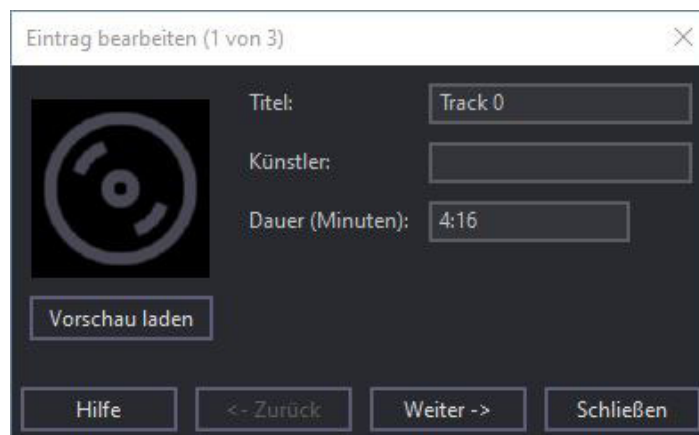 Eintrag bearbeiten (1 von 3)
Titel: Track 0
Künstler:
Dauer (Minuten): 4:16
Vorschau laden
Hilfe <- Zurück Weiter -> Schließen